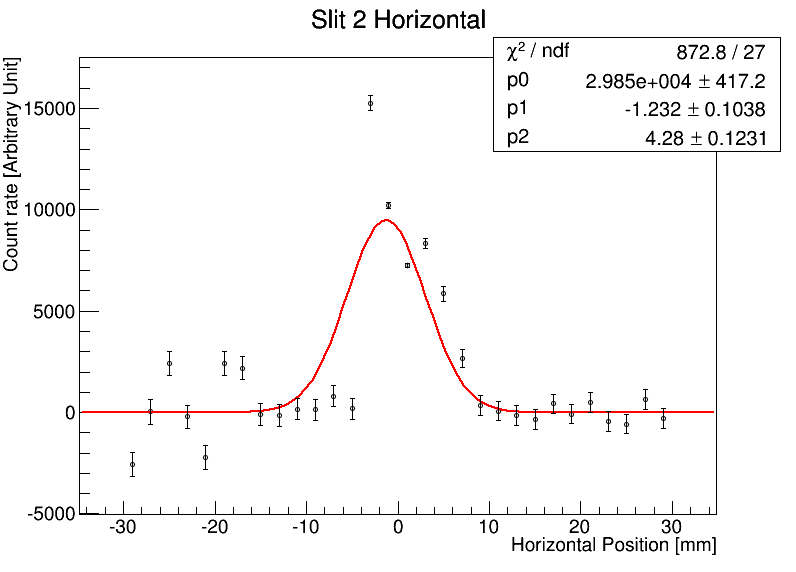 Slit 2 Horizontal
χ² / ndf 872.8 / 27
p0 2.985e+004 ± 417.2
p1 -1.232 ± 0.1038
p2 4.28 ± 0.1231
Count rate [Arbitrary Unit]
15000
10000
5000
0
-5000
-30 -20 -10 0 10 20 30
Horizontal Position [mm]